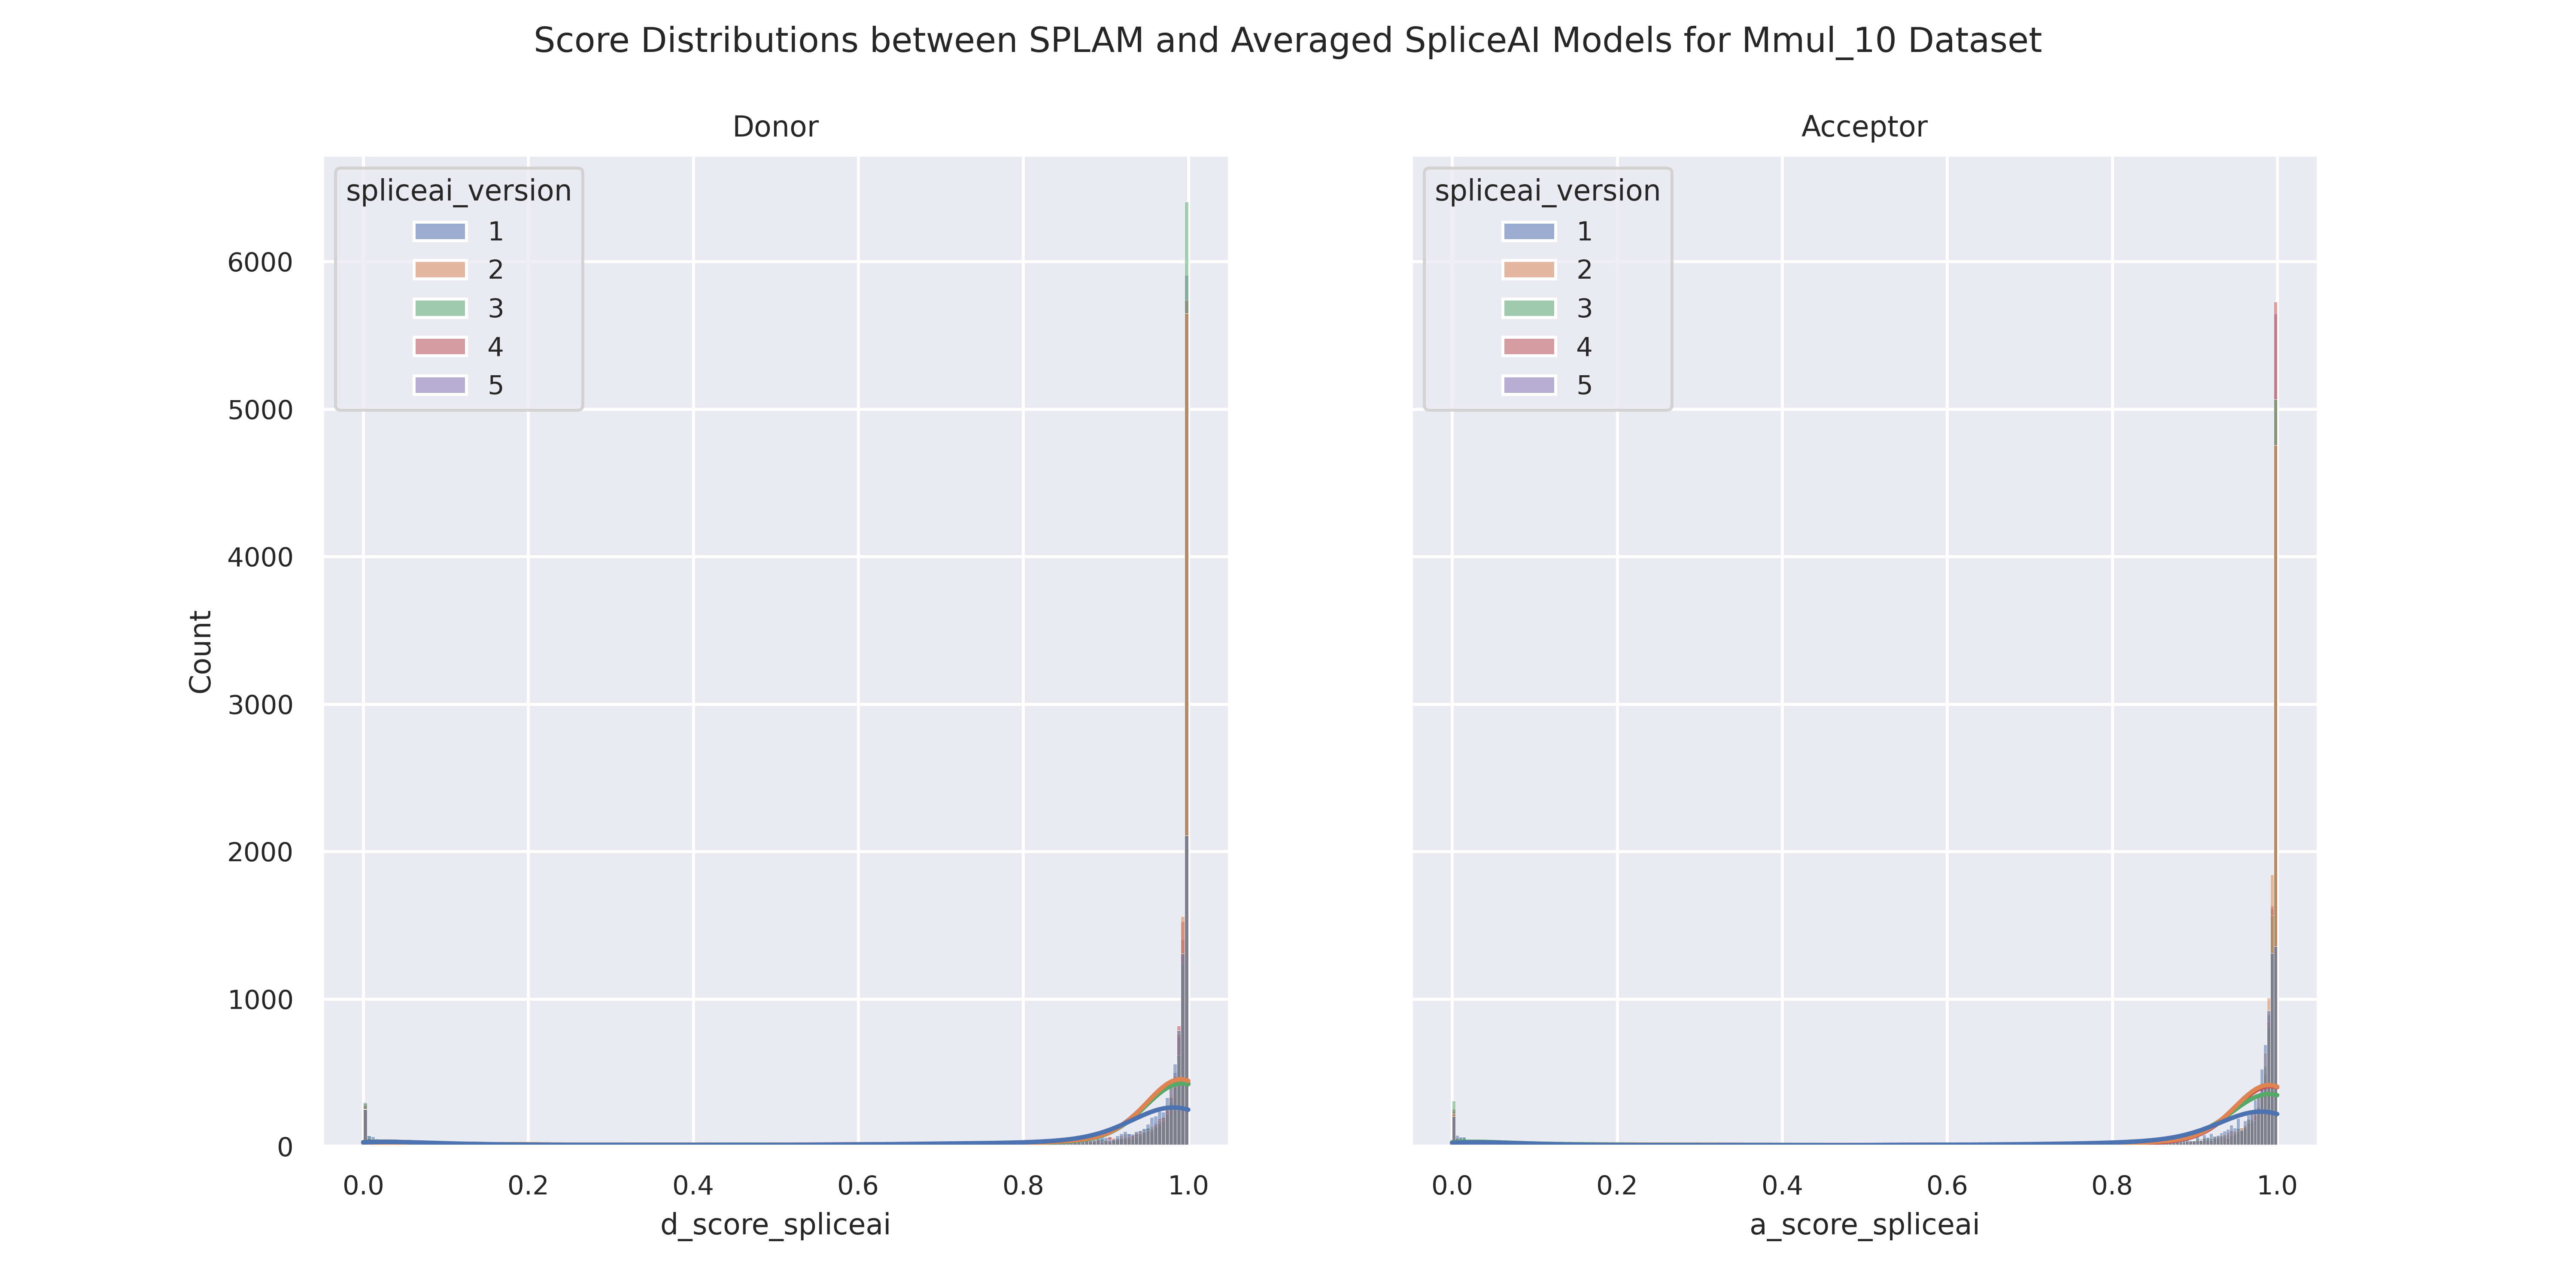 Score Distributions between SPLAM and Averaged SpliceAI Models for Mmul_10 Dataset
Donor
spliceai_version
1
2
3
4
5
Count
6000
5000
4000
3000
2000
1000
0
0.0 0.2 0.4 0.6 0.8 1.0
d_score_spliceai
Acceptor
spliceai_version
1
2
3
4
5
0.0 0.2 0.4 0.6 0.8 1.0
a_score_spliceai